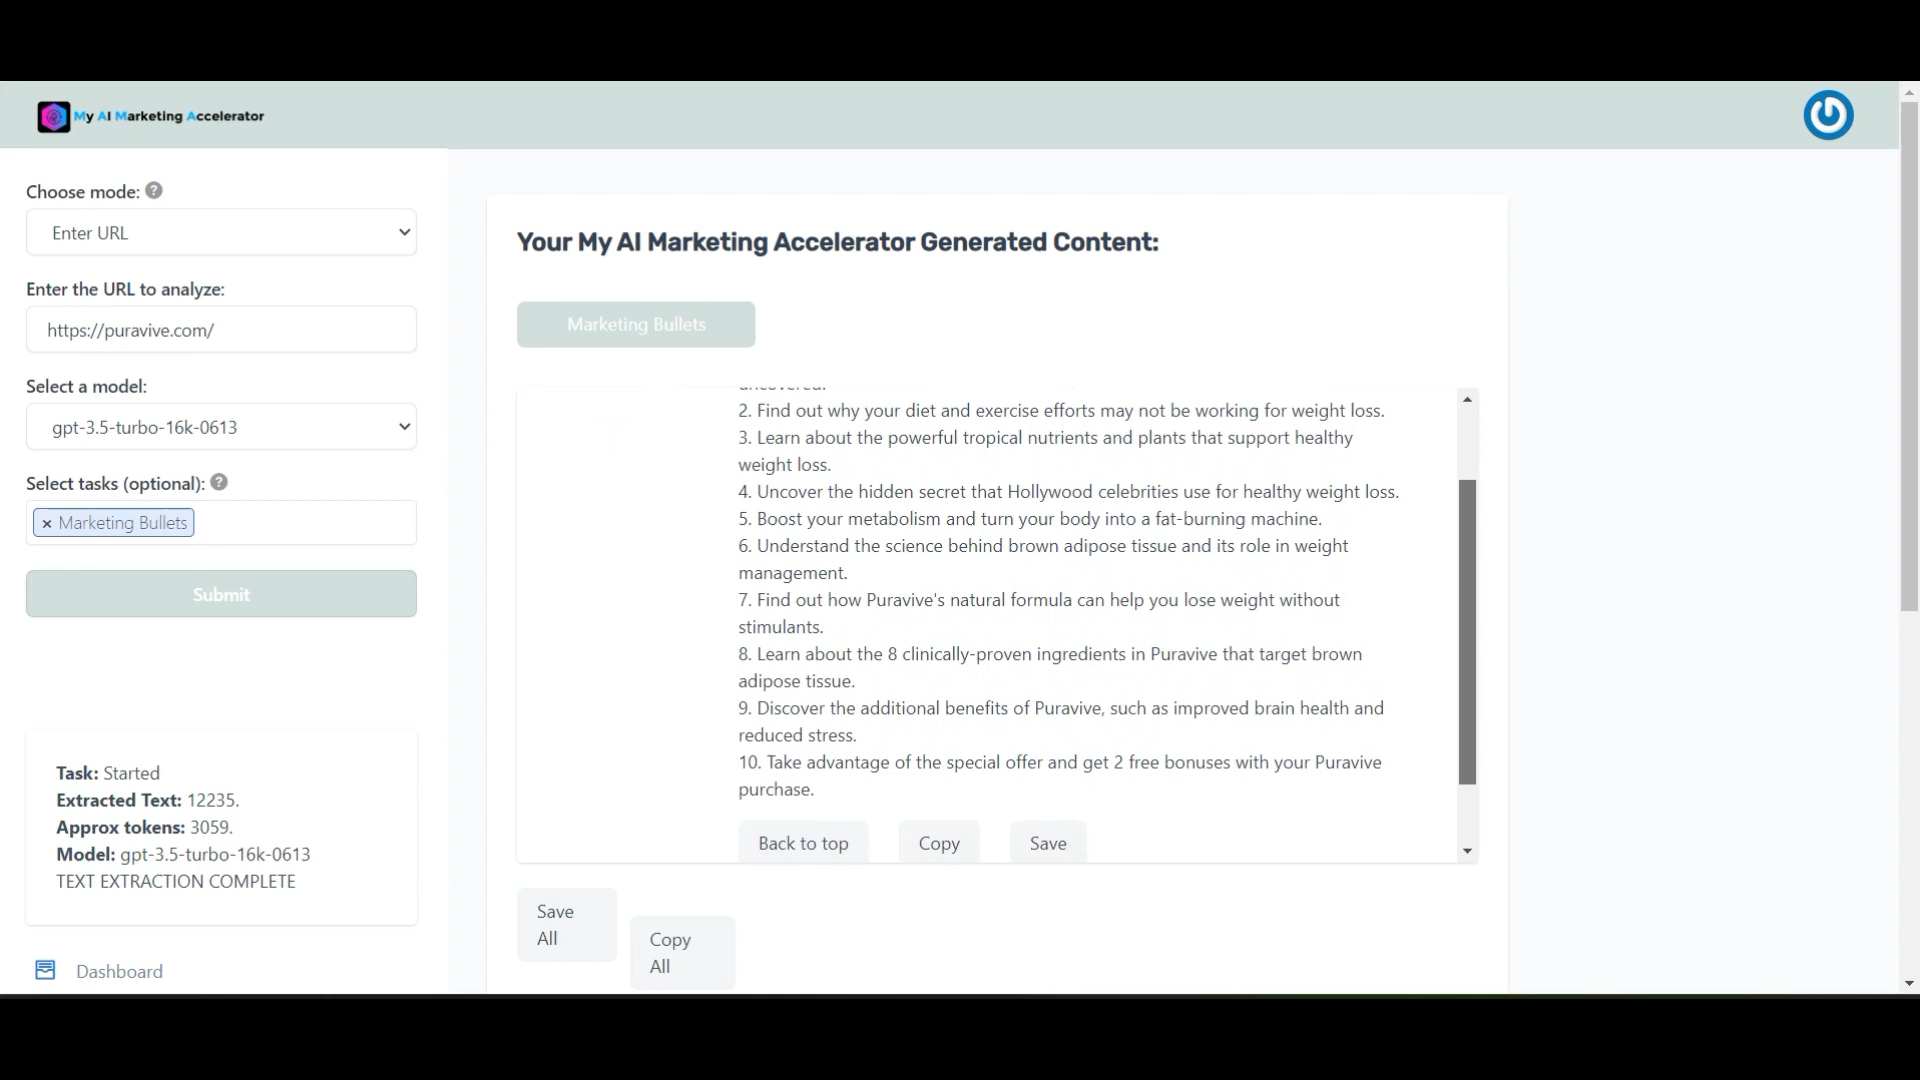 My AI Marketing Accelerator
Choose mode: ?
Enter URL
Enter the URL to analyze:
https://puravive.com/
Select a model:
gpt-3.5-turbo-16k-0613
Select tasks (optional): ?
× Marketing Bullets
Submit
Task: Started
Extracted Text: 12235.
Approx tokens: 3059.
Model: gpt-3.5-turbo-16k-0613
TEXT EXTRACTION COMPLETE
Dashboard
Your My AI Marketing Accelerator Generated Content:
Marketing Bullets
uncovered.
2. Find out why your diet and exercise efforts may not be working for weight loss.
3. Learn about the powerful tropical nutrients and plants that support healthy
weight loss.
4. Uncover the hidden secret that Hollywood celebrities use for healthy weight loss.
5. Boost your metabolism and turn your body into a fat-burning machine.
6. Understand the science behind brown adipose tissue and its role in weight
management.
7. Find out how Puravive's natural formula can help you lose weight without
stimulants.
8. Learn about the 8 clinically-proven ingredients in Puravive that target brown
adipose tissue.
9. Discover the additional benefits of Puravive, such as improved brain health and
reduced stress.
10. Take advantage of the special offer and get 2 free bonuses with your Puravive
purchase.
Back to top
Copy
Save
Save
All
Copy
All